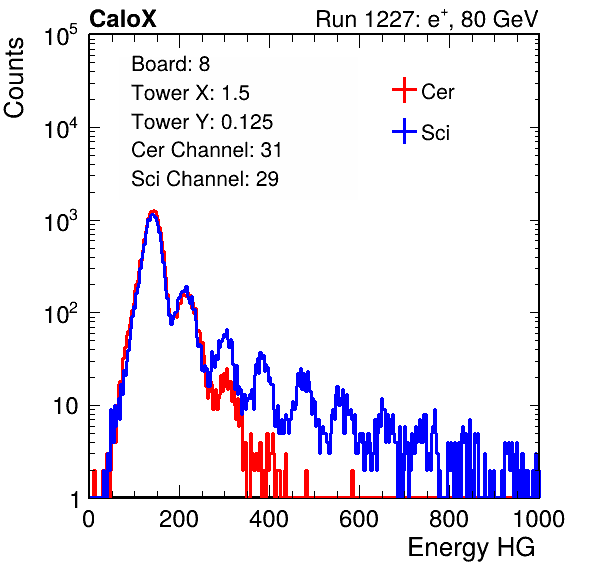 CaloX Run 1227: e⁺, 80 GeV
Counts
10⁵
10⁴
10³
10²
10
1
Board: 8
Tower X: 1.5
Tower Y: 0.125
Cer Channel: 31
Sci Channel: 29
Cer
Sci
0 200 400 600 800 1000
Energy HG